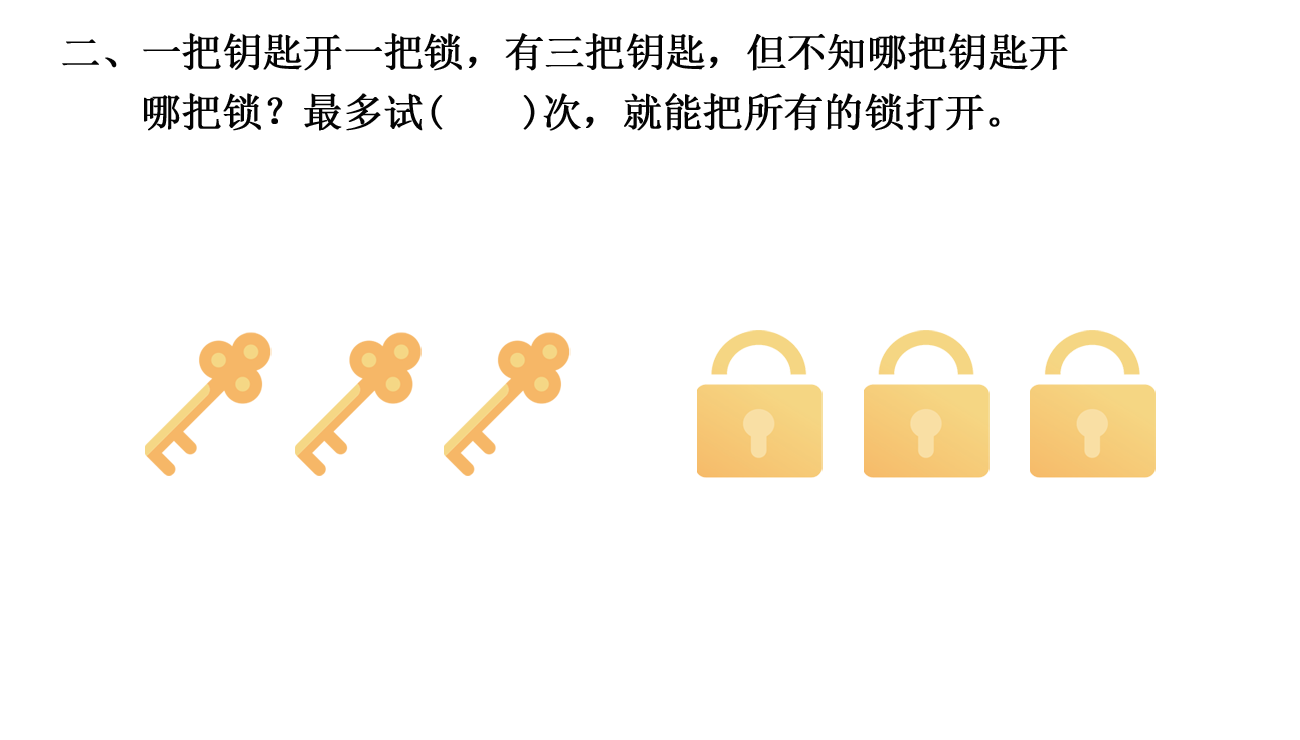 二、一把钥匙开一把锁，有三把钥匙，但不知哪把钥匙开
哪把锁？最多试(　　)次，就能把所有的锁打开。